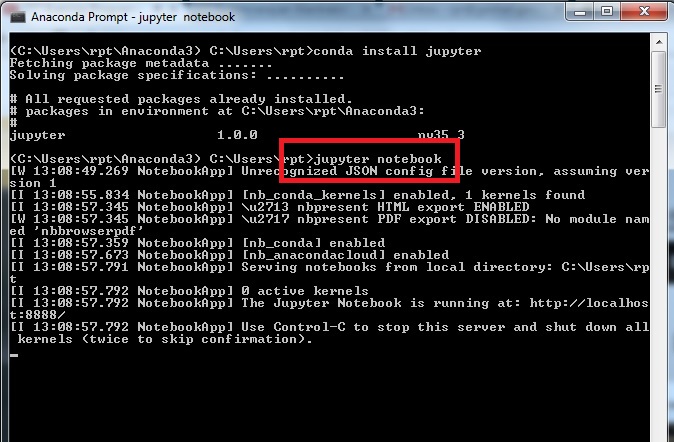 Anaconda Prompt - jupyter  notebook
(C:\Users\rpt\Anaconda3) C:\Users\rpt>conda install jupyter
Fetching package metadata .......
Solving package specifications: ..........
# All requested packages already installed.
# packages in environment at C:\Users\rpt\Anaconda3:
#
jupyter                   1.0.0                    py35_3
(C:\Users\rpt\Anaconda3) C:\Users\rpt>jupyter notebook
[W 13:08:49.269 NotebookApp] Unrecognized JSON config file version, assuming ver
sion 1
[I 13:08:55.834 NotebookApp] [nb_conda_kernels] enabled, 1 kernels found
[I 13:08:57.345 NotebookApp] \u2713 nbpresent HTML export ENABLED
[W 13:08:57.345 NotebookApp] \u2717 nbpresent PDF export DISABLED: No module nam
ed 'nbbrowserpdf'
[I 13:08:57.359 NotebookApp] [nb_conda] enabled
[I 13:08:57.673 NotebookApp] [nb_anacondacloud] enabled
[I 13:08:57.791 NotebookApp] Serving notebooks from local directory: C:\Users\rp
t
[I 13:08:57.792 NotebookApp] 0 active kernels
[I 13:08:57.792 NotebookApp] The Jupyter Notebook is running at: http://localhos
t:8888/
[I 13:08:57.792 NotebookApp] Use Control-C to stop this server and shut down all
 kernels (twice to skip confirmation).